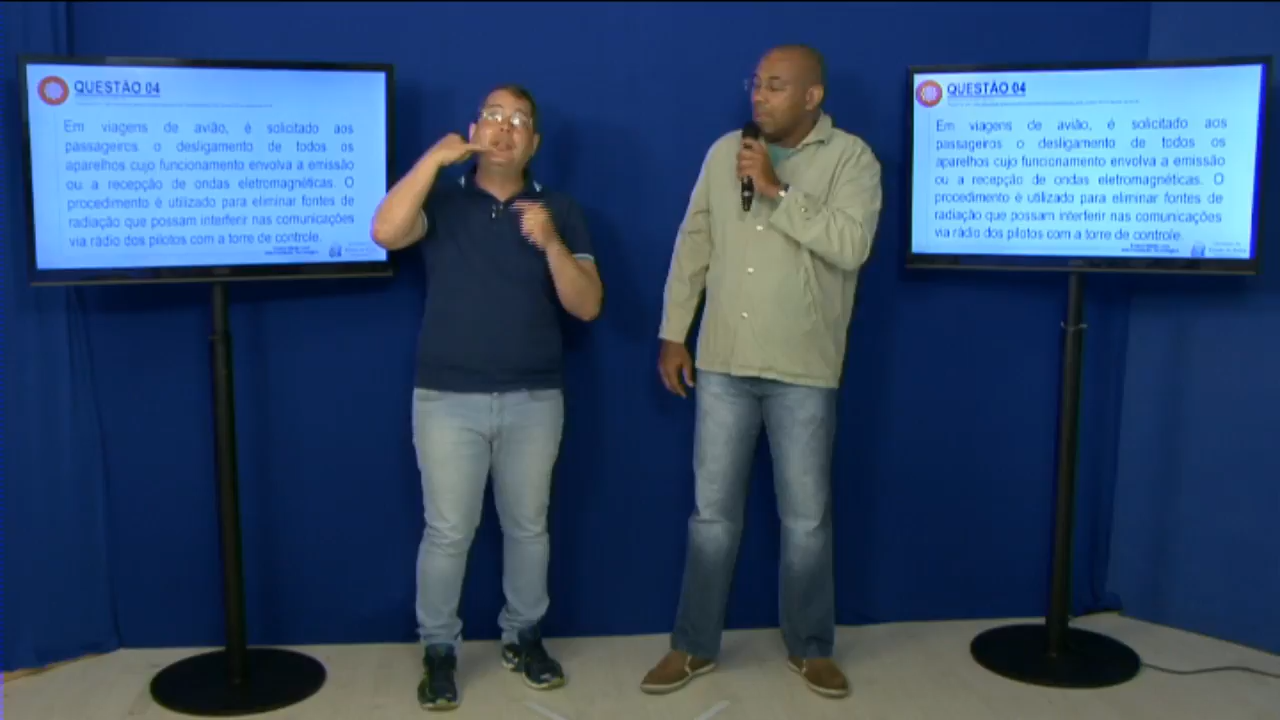 QUESTÃO 04
Em viagens de avião, é solicitado aos
passageiros o desligamento de todos os
aparelhos cujo funcionamento envolva a emissão
ou a recepção de ondas eletromagnéticas. O
procedimento é utilizado para eliminar fontes de
radiação que possam interferir nas comunicações
via rádio dos pilotos com a torre de controle.
QUESTÃO 04
Em viagens de avião, é solicitado aos
passageiros o desligamento de todos os
aparelhos cujo funcionamento envolva a emissão
ou a recepção de ondas eletromagnéticas. O
procedimento é utilizado para eliminar fontes de
radiação que possam interferir nas comunicações
via rádio dos pilotos com a torre de controle.